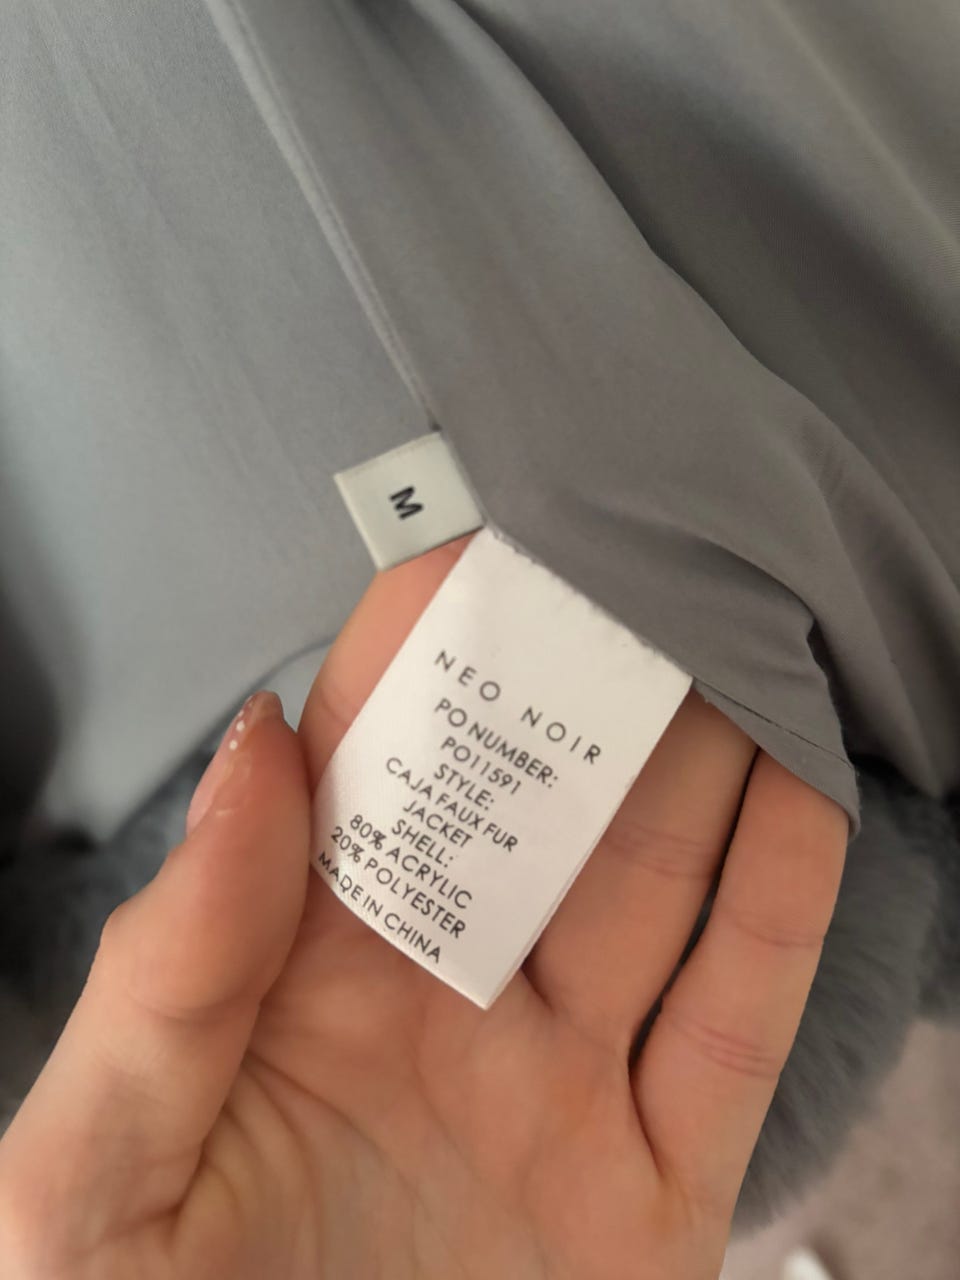 M
NEO NOIR
PO NUMBER:
PO11591
STYLE:
CAJA FAUX FUR
JACKET
SHELL:
80% ACRYLIC
20% POLYESTER
MADE IN CHINA